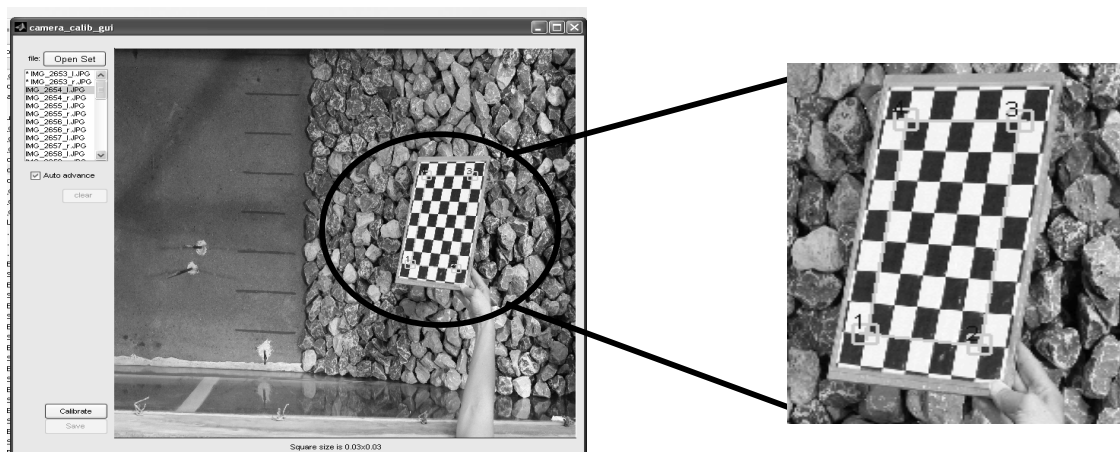 camera_calib_gui
file:
Open Set
* IMG_2653_l.JPG
* IMG_2653_r.JPG
IMG_2654_l.JPG
IMG_2654_r.JPG
IMG_2655_l.JPG
IMG_2655_r.JPG
IMG_2656_l.JPG
IMG_2656_r.JPG
IMG_2657_l.JPG
IMG_2657_r.JPG
IMG_2658_l.JPG
Auto advance
clear
Calibrate
Save
Square size is 0.03x0.03
4 3
1 2